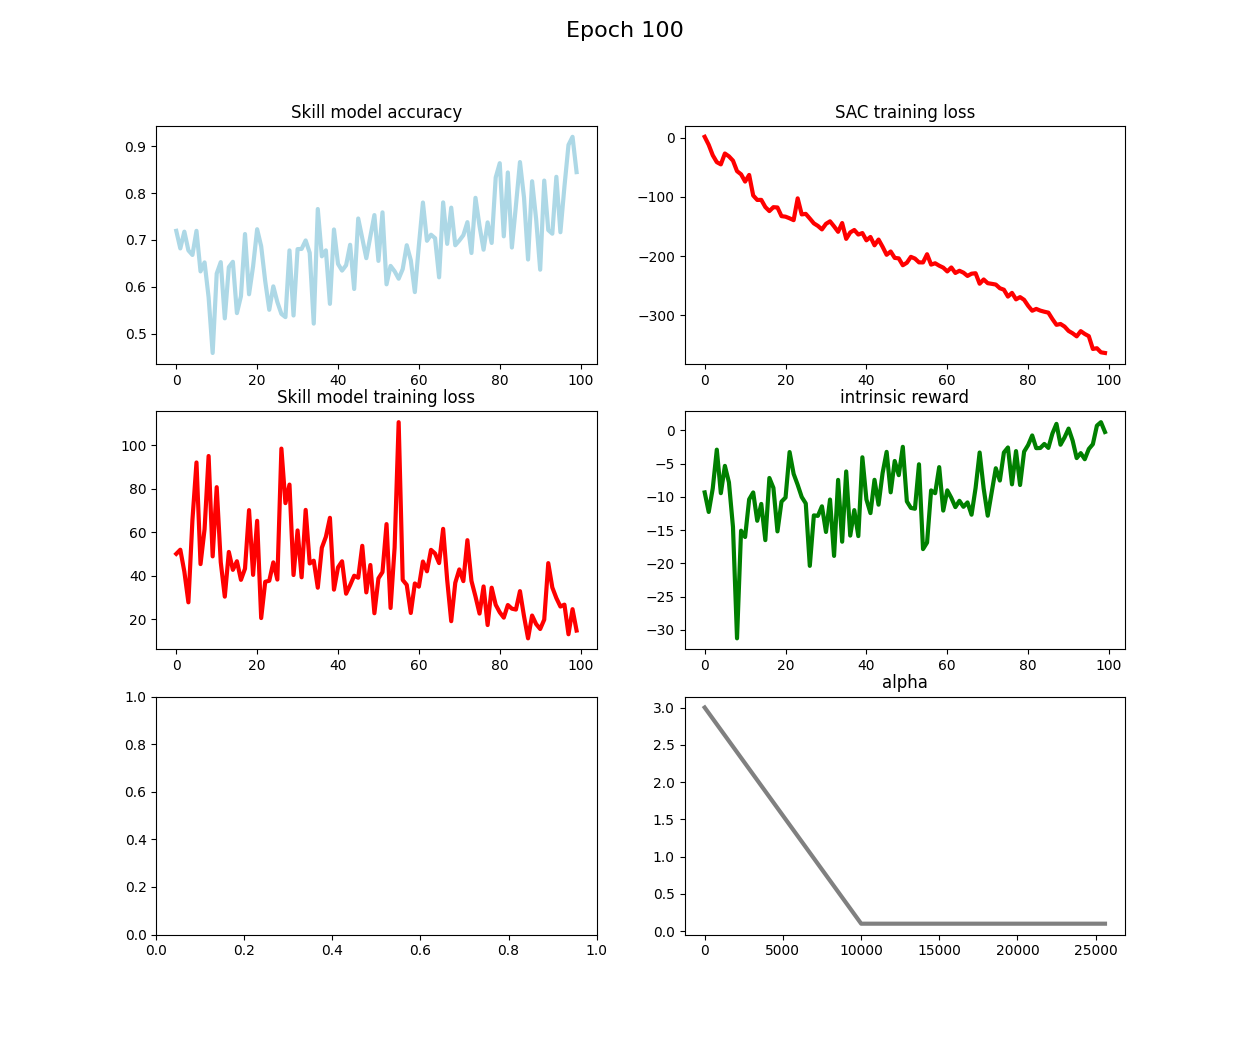 Epoch 100
Skill model accuracy
0.9
0.8
0.7
0.6
0.5
0 20 40 60 80 100
SAC training loss
0
−100
−200
−300
0 20 40 60 80 100
Skill model training loss
100
80
60
40
20
0 20 40 60 80 100
intrinsic reward
0
−5
−10
−15
−20
−25
−30
0 20 40 60 80 100
1.0
0.8
0.6
0.4
0.2
0.0
0.0 0.2 0.4 0.6 0.8 1.0
alpha
3.0
2.5
2.0
1.5
1.0
0.5
0.0
0 5000 10000 15000 20000 25000